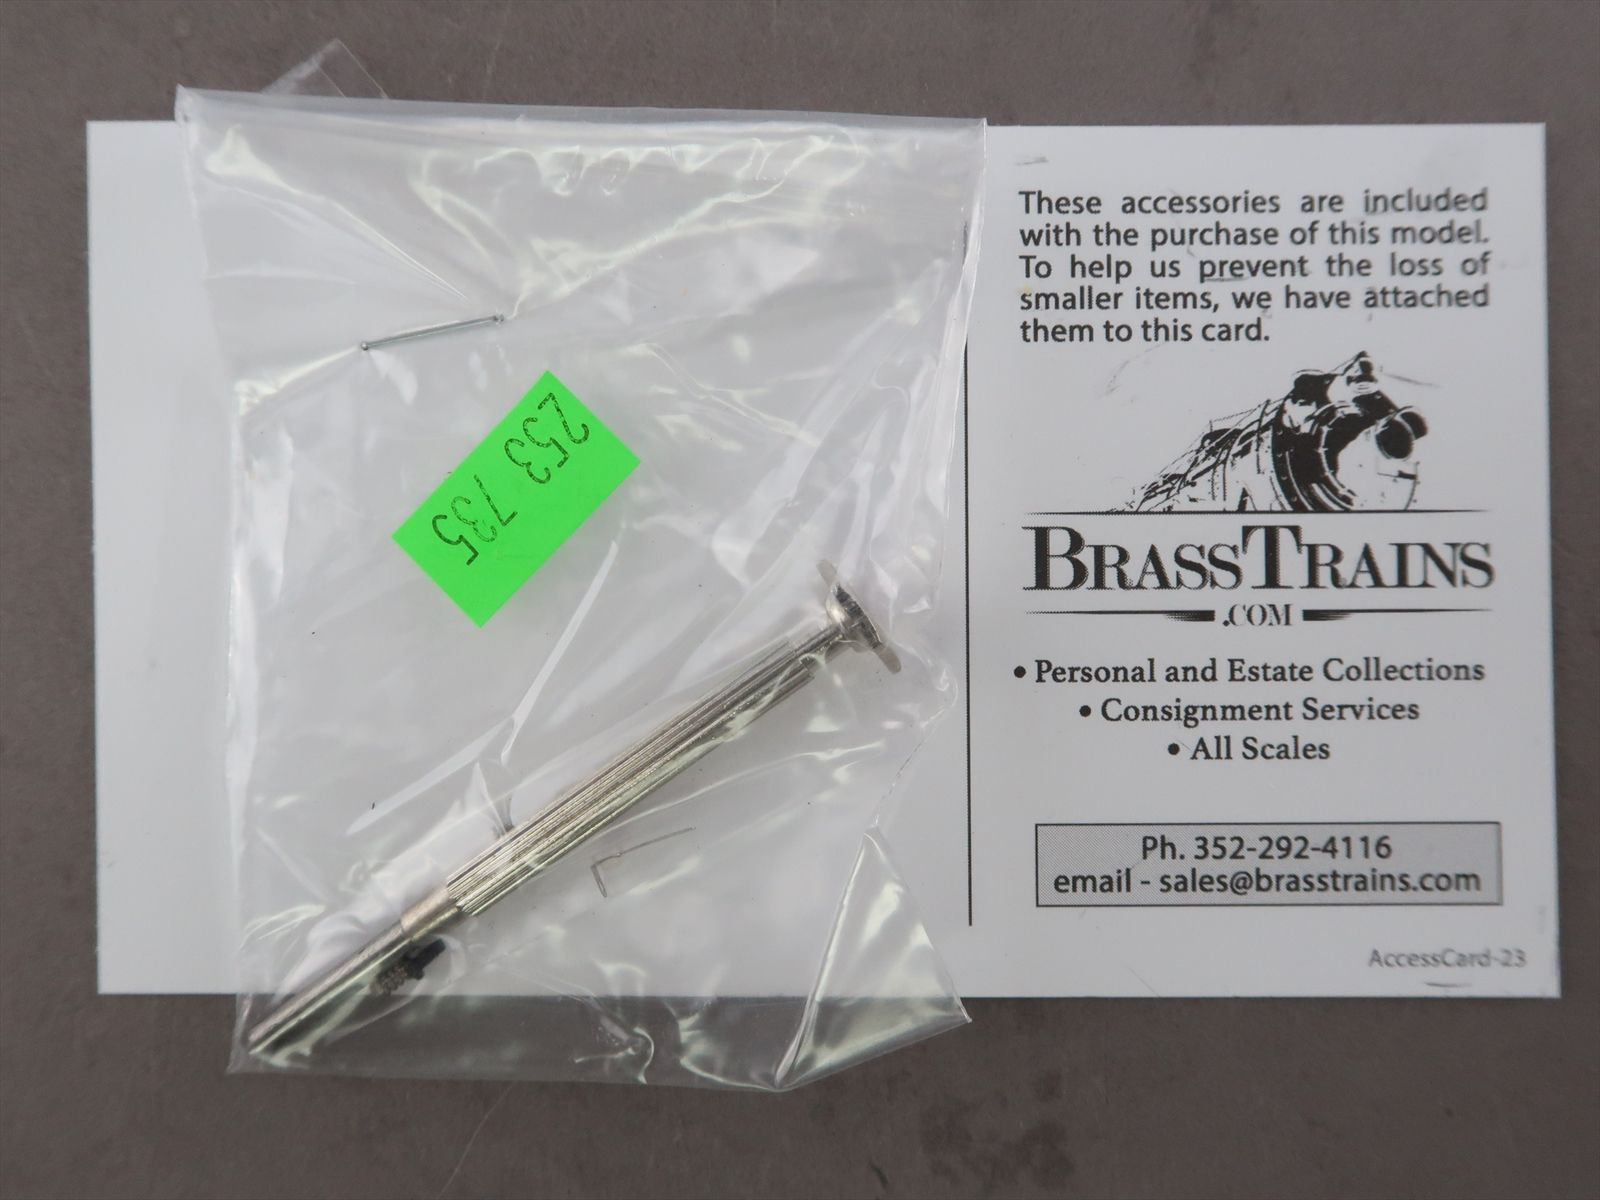 These accessories are included
with the purchase of this model.
To help us prevent the loss of
smaller items, we have attached
them to this card.
BRASSTRAINS
.COM
• Personal and Estate Collections
• Consignment Services
• All Scales
Ph. 352-292-4116
email - sales@brasstrains.com
AccessCard-23
253 735